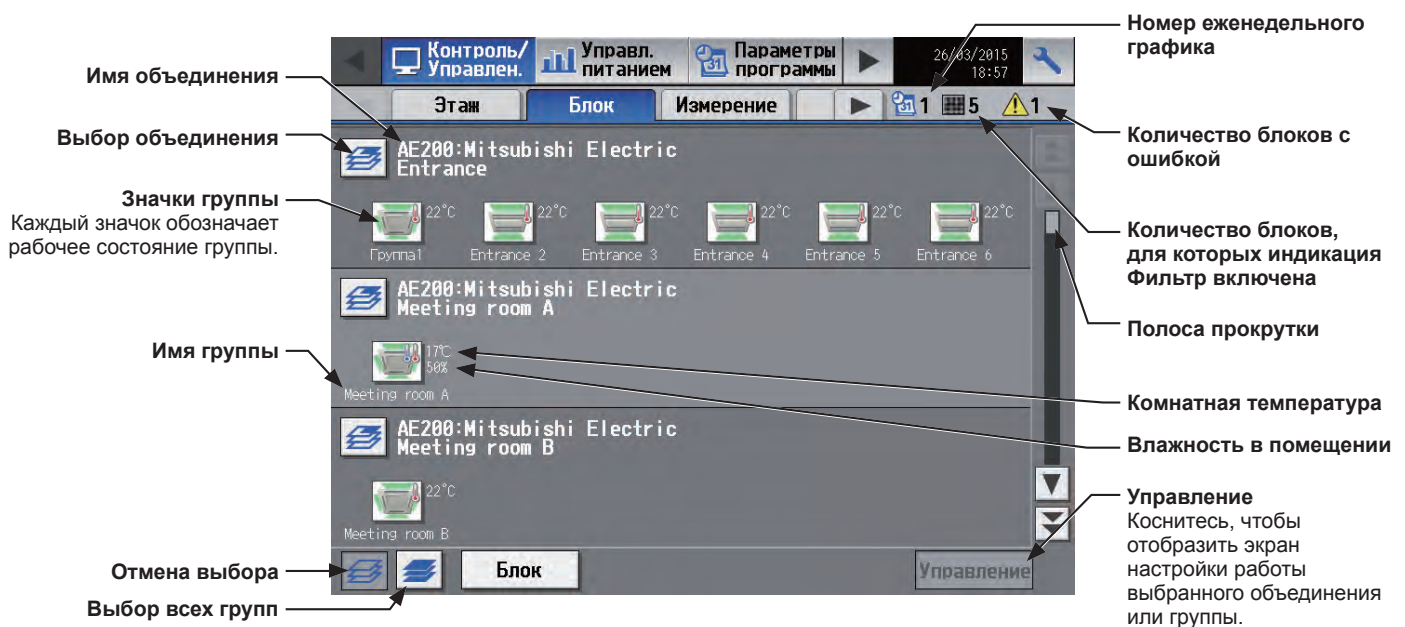 Номер еженедельного
графика
Имя объединения
Выбор объединения
Значки группы
Каждый значок обозначает
рабочее состояние группы.
Имя группы
Отмена выбора
Выбор всех групп
Контроль/
Управлен.
Управл.
питанием
Параметры
программы
26/03/2015
18:57
Этаж
Блок
Измерение
1
5
1
AE200:Mitsubishi Electric
Entrance
22°C
22°C
22°C
22°C
22°C
22°C
Группа1
Entrance 2
Entrance 3
Entrance 4
Entrance 5
Entrance 6
AE200:Mitsubishi Electric
Meeting room A
17°C
50%
Meeting room A
AE200:Mitsubishi Electric
Meeting room B
22°C
Meeting room B
Блок
Управление
Количество блоков с
ошибкой
Количество блоков,
для которых индикация
Фильтр включена
Полоса прокрутки
Комнатная температура
Влажность в помещении
Управление
Коснитесь, чтобы
отобразить экран
настройки работы
выбранного объединения
или группы.